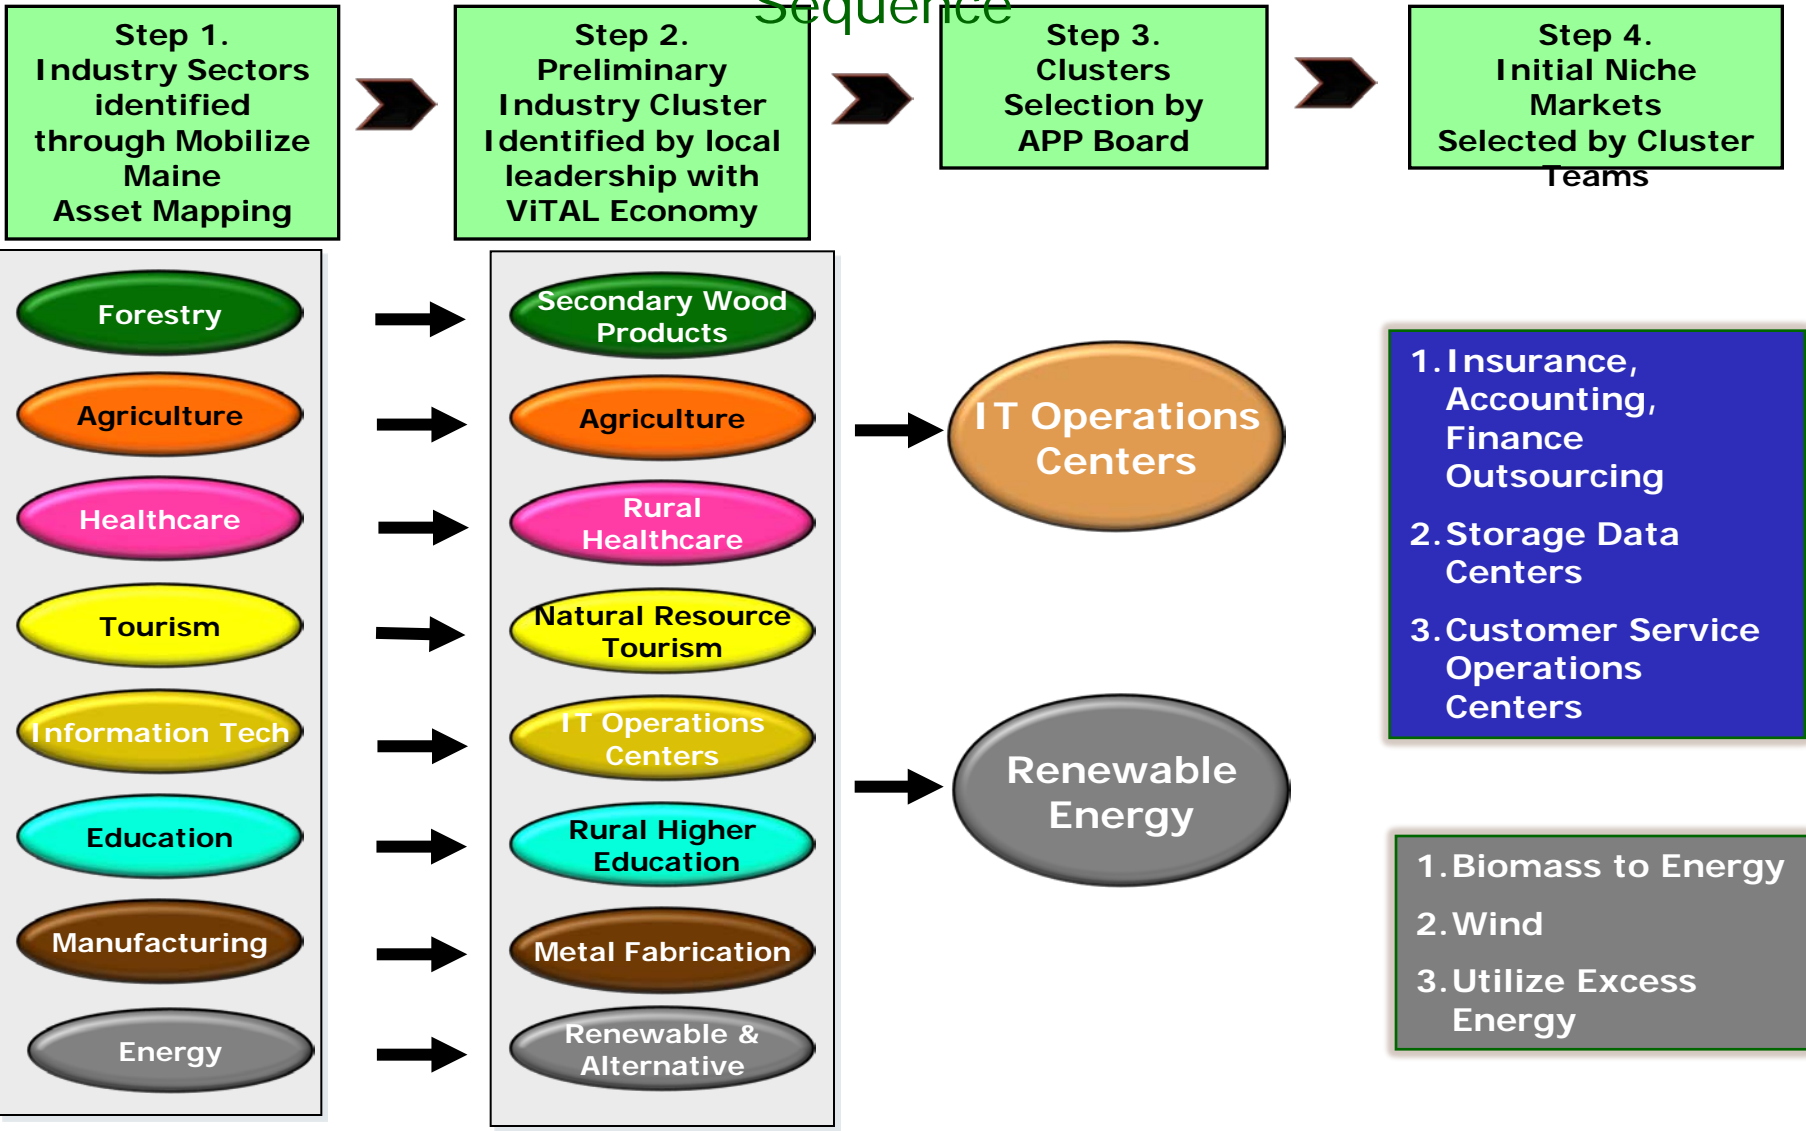 Sequence
Step 1.
Industry Sectors
identified
through Mobilize
Maine
Asset Mapping
Step 2.
Preliminary
Industry Cluster
Identified by local
leadership with
ViTAL Economy
Step 3.
Clusters
Selection by
APP Board
Step 4.
Initial Niche
Markets
Selected by Cluster
Teams
Forestry
Agriculture
Healthcare
Tourism
Information Tech
Education
Manufacturing
Energy
Secondary Wood
Products
Agriculture
Rural
Healthcare
Natural Resource
Tourism
IT Operations
Centers
Rural Higher
Education
Metal Fabrication
Renewable &
Alternative
IT Operations
Centers
Renewable
Energy
1. Insurance,
Accounting,
Finance
Outsourcing
2. Storage Data
Centers
3. Customer Service
Operations
Centers
1. Biomass to Energy
2. Wind
3. Utilize Excess
Energy